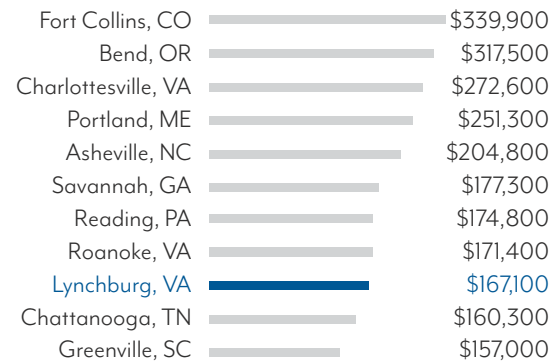 Fort Collins, CO $339,900
Bend, OR $317,500
Charlottesville, VA $272,600
Portland, ME $251,300
Asheville, NC $204,800
Savannah, GA $177,300
Reading, PA $174,800
Roanoke, VA $171,400
Lynchburg, VA $167,100
Chattanooga, TN $160,300
Greenville, SC $157,000